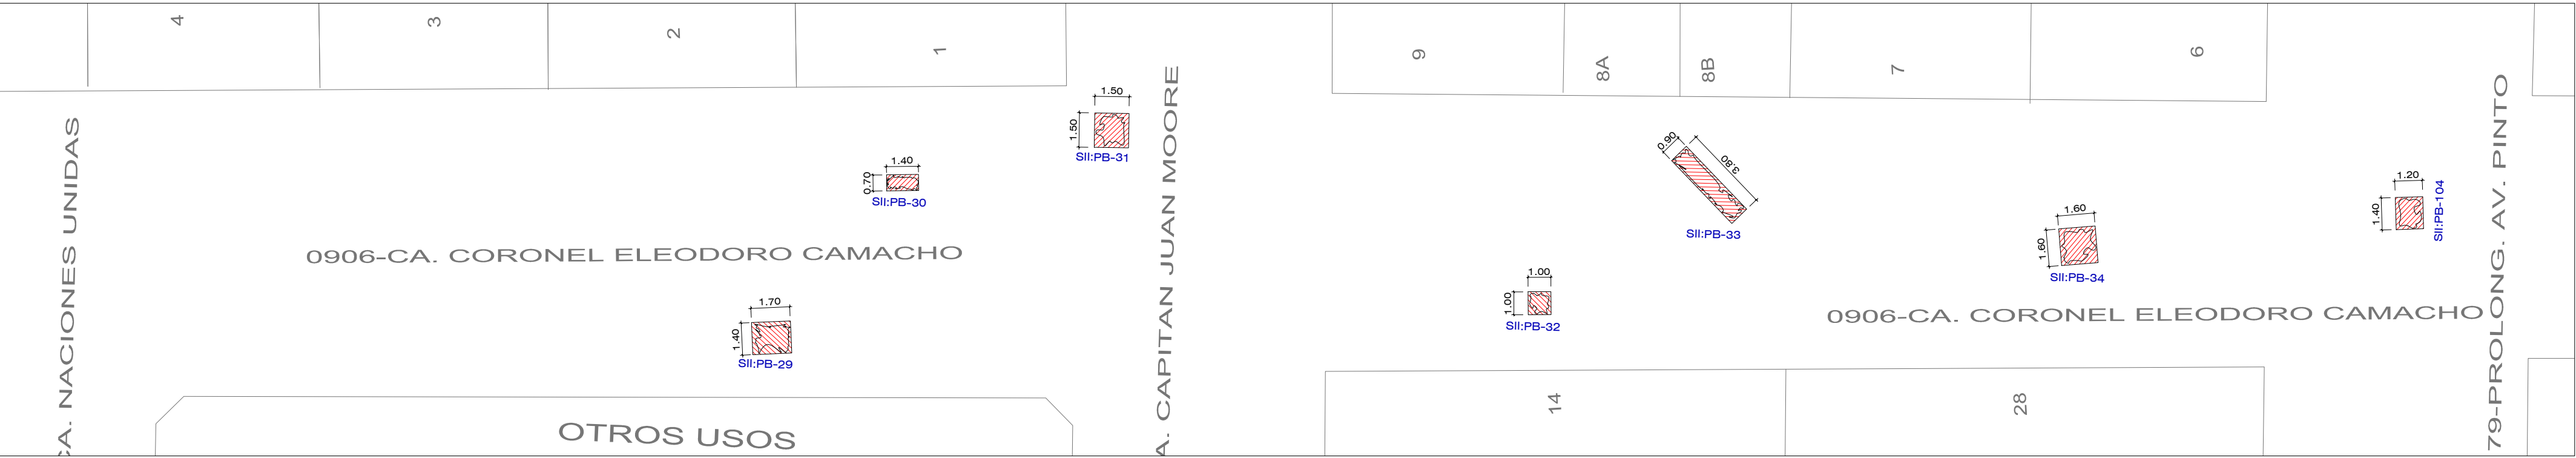 4
3
2
1
9
8A
8B
7
6
CA. NACIONES UNIDAS
A. CAPITAN JUAN MOORE
79-PROLONG. AV. PINTO
1.50
1.50
SII:PB-31
1.40
0.70
SII:PB-30
0.90
3.80
SII:PB-33
1.20
1.40
SII:PB-104
1.60
1.60
SII:PB-34
0906-CA. CORONEL ELEODORO CAMACHO
1.00
1.00
SII:PB-32
0906-CA. CORONEL ELEODORO CAMACHO
1.70
1.40
SII:PB-29
14
28
OTROS USOS